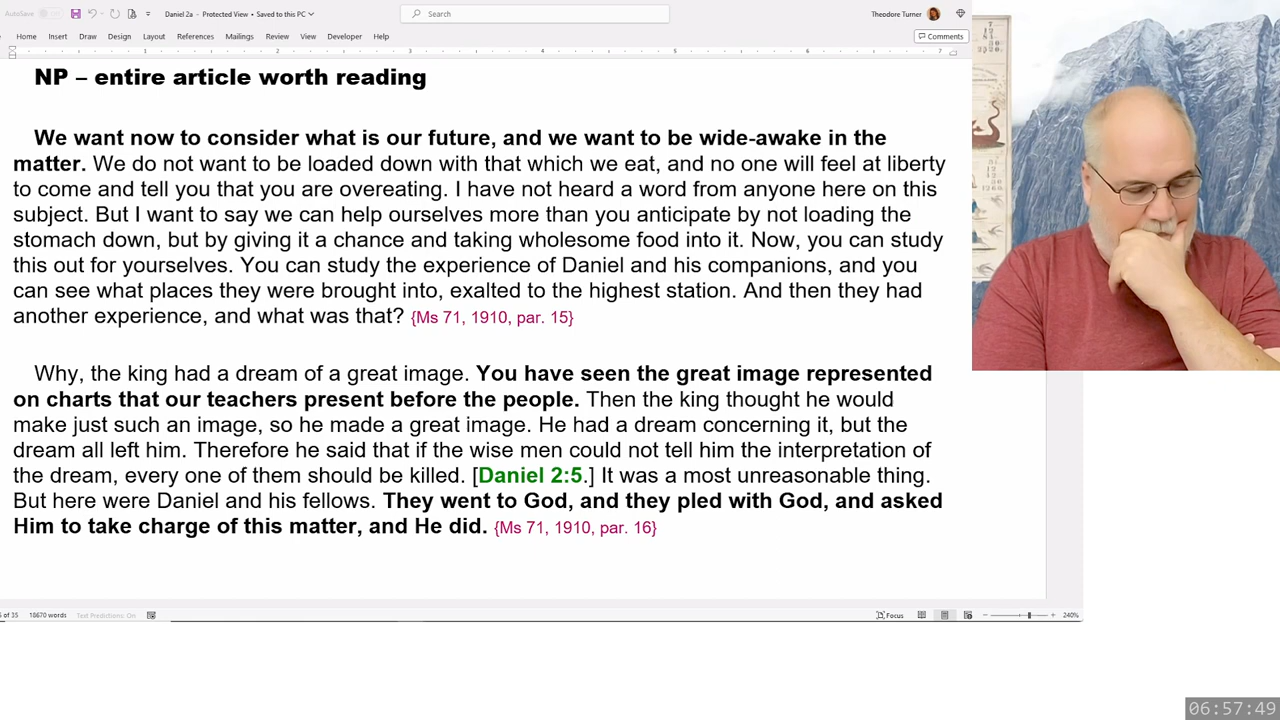 AutoSave Off Daniel 2a - Protected View • Saved to this PC Search Theodore Turner
Home Insert Draw Design Layout References Mailings Review View Developer Help Comments
1 2 3 4 5 6 7
NP – entire article worth reading
We want now to consider what is our future, and we want to be wide-awake in the
matter. We do not want to be loaded down with that which we eat, and no one will feel at liberty
to come and tell you that you are overeating. I have not heard a word from anyone here on this
subject. But I want to say we can help ourselves more than you anticipate by not loading the
stomach down, but by giving it a chance and taking wholesome food into it. Now, you can study
this out for yourselves. You can study the experience of Daniel and his companions, and you
can see what places they were brought into, exalted to the highest station. And then they had
another experience, and what was that? {Ms 71, 1910, par. 15}
Why, the king had a dream of a great image. You have seen the great image represented
on charts that our teachers present before the people. Then the king thought he would
make just such an image, so he made a great image. He had a dream concerning it, but the
dream all left him. Therefore he said that if the wise men could not tell him the interpretation of
the dream, every one of them should be killed. [Daniel 2:5.] It was a most unreasonable thing.
But here were Daniel and his fellows. They went to God, and they pled with God, and asked
Him to take charge of this matter, and He did. {Ms 71, 1910, par. 16}
of 35 18670 words Text Predictions: On Focus 240%
06:57:49